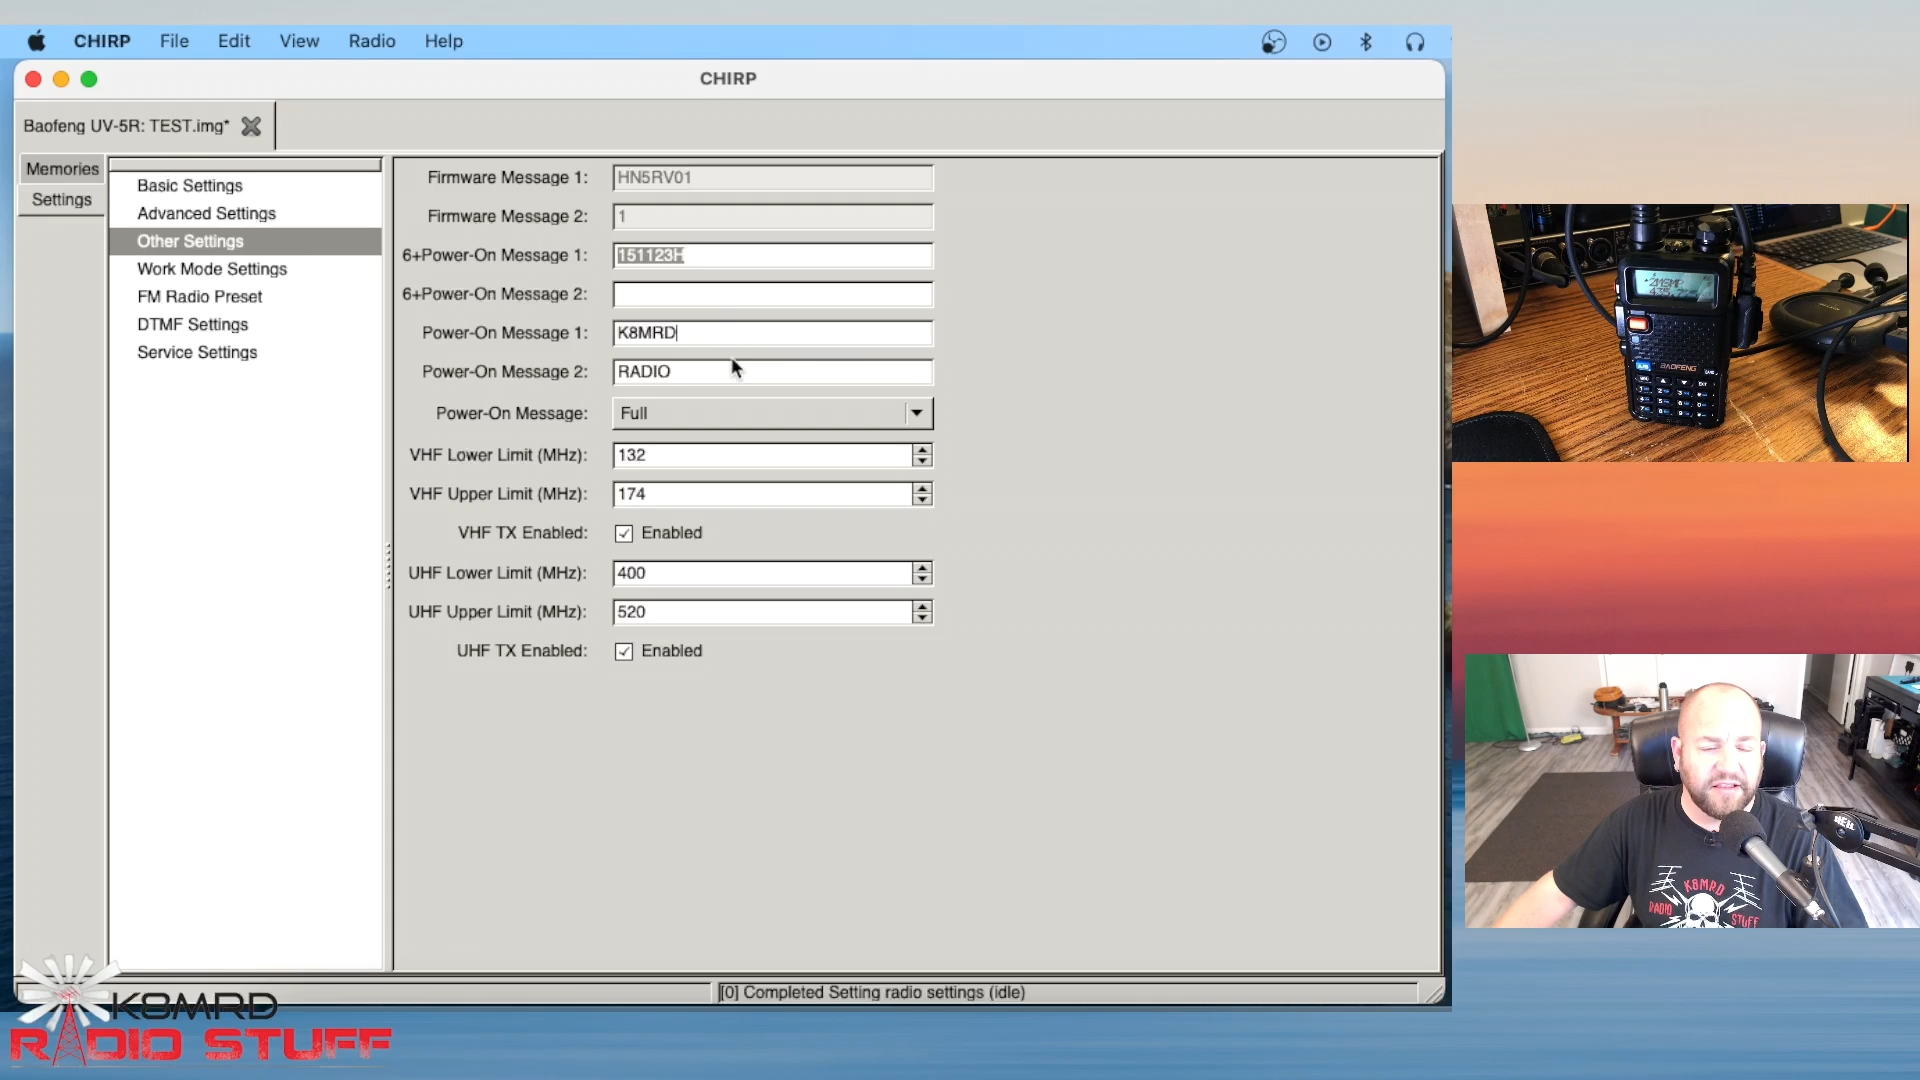 CHIRP File Edit View Radio Help
CHIRP
Baofeng UV-5R: TEST.img*
Memories
Settings
Basic Settings
Advanced Settings
Other Settings
Work Mode Settings
FM Radio Preset
DTMF Settings
Service Settings
Firmware Message 1: HN5RV01
Firmware Message 2: 1
6+Power-On Message 1: 151123H
6+Power-On Message 2:
Power-On Message 1: K8MRD
Power-On Message 2: RADIO
Power-On Message: Full
VHF Lower Limit (MHz): 132
VHF Upper Limit (MHz): 174
VHF TX Enabled: Enabled
UHF Lower Limit (MHz): 400
UHF Upper Limit (MHz): 520
UHF TX Enabled: Enabled
[0] Completed Setting radio settings (idle)
K8MRD
RADIO STUFF
BAOFENG
HEIL
K8MRD
RADIO STUFF